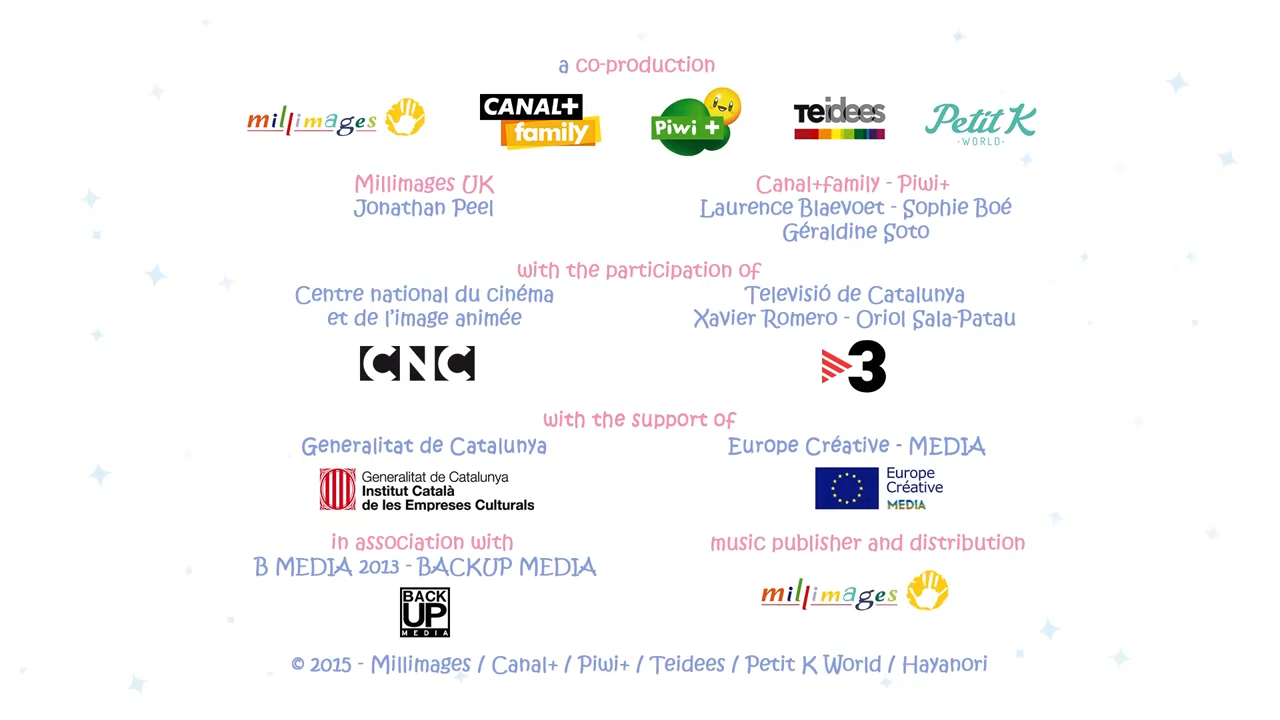 a co-production
millimages
CANAL+
family
Piwi +
Teidees
Petit K
• WORLD •
Millimages UK
Jonathan Peel
Canal+family - Piwi+
Laurence Blaevoet - Sophie Boé
Géraldine Soto
with the participation of
Centre national du cinéma
et de l'image animée
CNC
Televisió de Catalunya
Xavier Romero - Oriol Sala-Patau
3
with the support of
Generalitat de Catalunya
Generalitat de Catalunya
Institut Català
de les Empreses Culturals
Europe Créative - MEDIA
Europe
Créative
MEDIA
in association with
B MEDIA 2013 - BACKUP MEDIA
BACK
UP
MEDIA
music publisher and distribution
millimages
© 2015 - Millimages / Canal+ / Piwi+ / Teidees / Petit K World / Hayanori